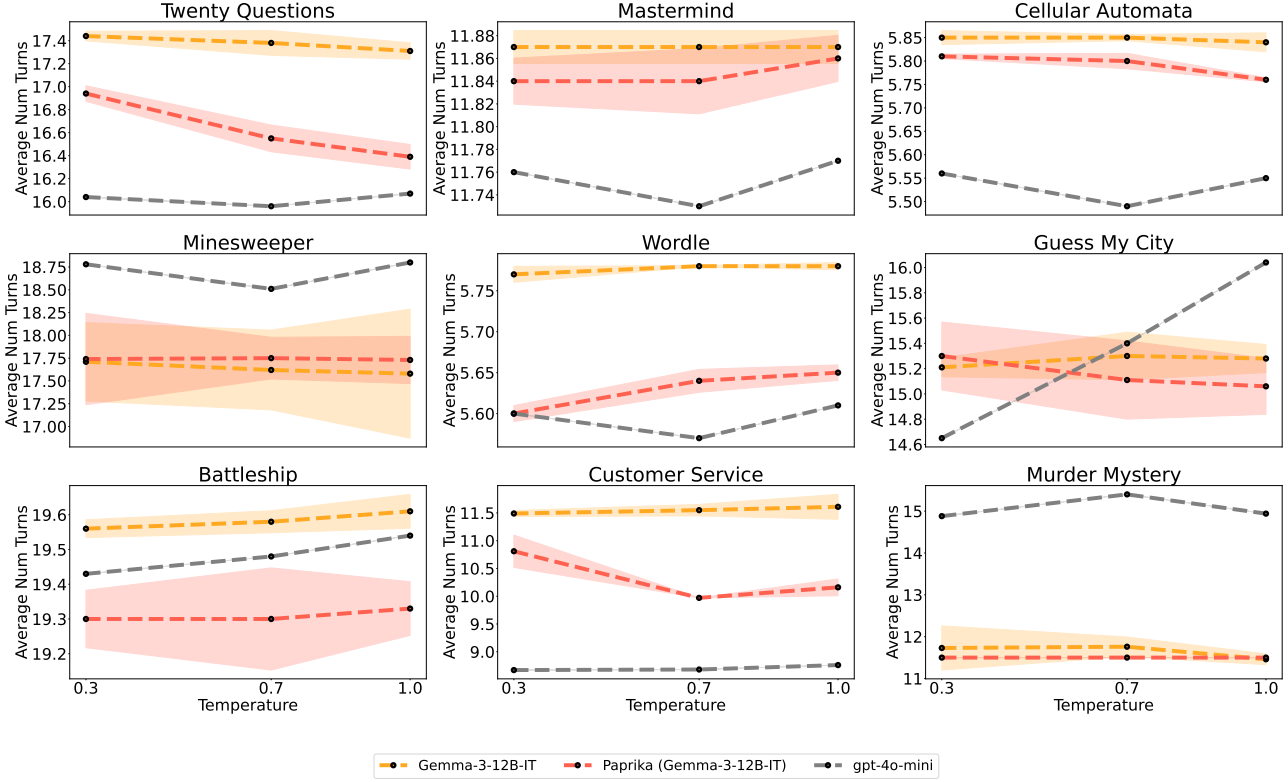 Twenty Questions
Average Num Turns
17.4
17.2
17.0
16.8
16.6
16.4
16.2
16.0
Mastermind
Average Num Turns
11.88
11.86
11.84
11.82
11.80
11.78
11.76
11.74
Cellular Automata
Average Num Turns
5.85
5.80
5.75
5.70
5.65
5.60
5.55
5.50
Minesweeper
Average Num Turns
18.75
18.50
18.25
18.00
17.75
17.50
17.25
17.00
Wordle
Average Num Turns
5.75
5.70
5.65
5.60
Guess My City
Average Num Turns
16.0
15.8
15.6
15.4
15.2
15.0
14.8
14.6
Battleship
Average Num Turns
19.6
19.5
19.4
19.3
19.2
0.3
0.7
1.0
Temperature
Customer Service
Average Num Turns
11.5
11.0
10.5
10.0
9.5
9.0
0.3
0.7
1.0
Temperature
Murder Mystery
Average Num Turns
15
14
13
12
11
0.3
0.7
1.0
Temperature
Gemma-3-12B-IT
Paprika (Gemma-3-12B-IT)
gpt-4o-mini